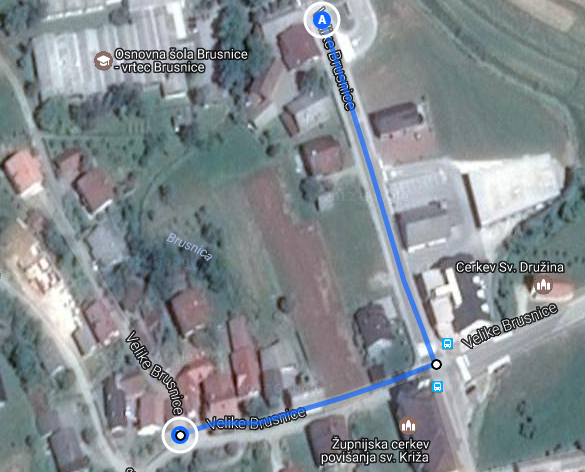 A
Velike Brusnice
Osnovna šola Brusnice
- vrtec Brusnice
Brusnica
Cerkev Sv. Družina
Velike Brusnice
Velike Brusnice
Velike Brusnice
Župnijska cerkev
povišanja sv. Križa